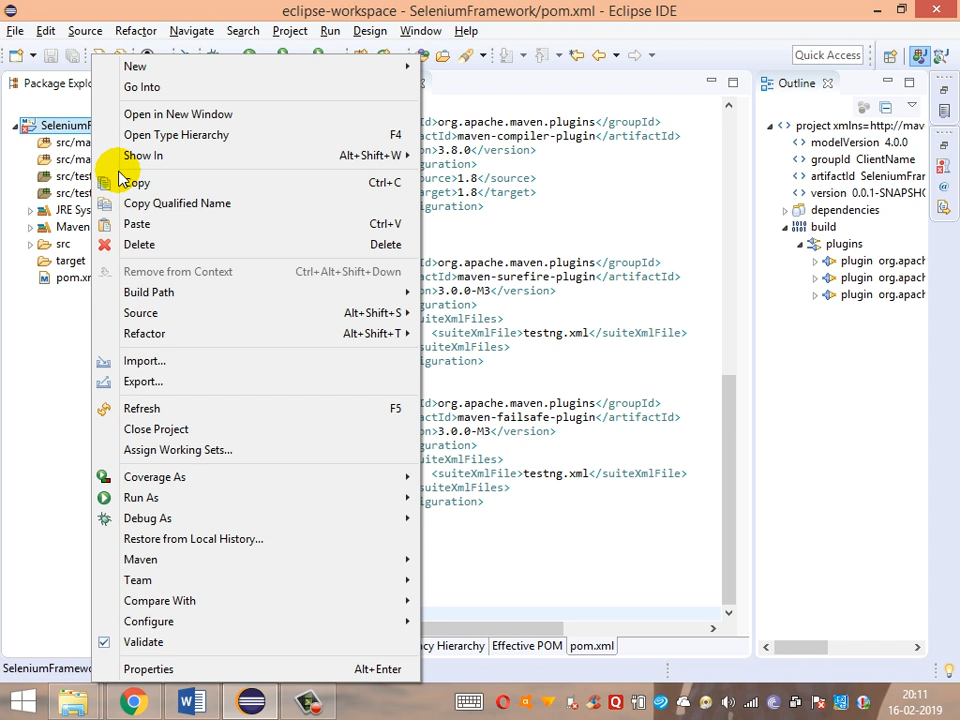 eclipse-workspace - SeleniumFramework/pom.xml - Eclipse IDE
File Edit Source Refactor Navigate Search Project Run Design Window Help
Quick Access
Package Explo
SeleniumF
src/ma
src/ma
src/test
src/test
JRE Sys
Maven
src
target
pom.xm
New
Go Into
Open in New Window
Open Type Hierarchy F4
Show In Alt+Shift+W
Copy Ctrl+C
Copy Qualified Name
Paste Ctrl+V
Delete Delete
Remove from Context Ctrl+Alt+Shift+Down
Build Path
Source Alt+Shift+S
Refactor Alt+Shift+T
Import...
Export...
Refresh F5
Close Project
Assign Working Sets...
Coverage As
Run As
Debug As
Restore from Local History...
Maven
Team
Compare With
Configure
Validate
Properties Alt+Enter
Id>org.apache.maven.plugins</groupId>
actId>maven-compiler-plugin</artifactId>
on>3.8.0</version>
guration>
ource>1.8</source>
target>1.8</target>
iguration>
Id>org.apache.maven.plugins</groupId>
actId>maven-surefire-plugin</artifactId>
on>3.0.0-M3</version>
guration>
uiteXmlFiles>
<suiteXmlFile>testng.xml</suiteXmlFile>
suiteXmlFiles>
iguration>
Id>org.apache.maven.plugins</groupId>
actId>maven-failsafe-plugin</artifactId>
on>3.0.0-M3</version>
guration>
uiteXmlFiles>
<suiteXmlFile>testng.xml</suiteXmlFile>
suiteXmlFiles>
iguration>
cy Hierarchy Effective POM pom.xml
Outline
project xmlns=http://mav
modelVersion 4.0.0
groupId ClientName
artifactId SeleniumFram
version 0.0.1-SNAPSHO
dependencies
build
plugins
plugin org.apach
plugin org.apach
plugin org.apach
SeleniumFramewo
20:11
16-02-2019